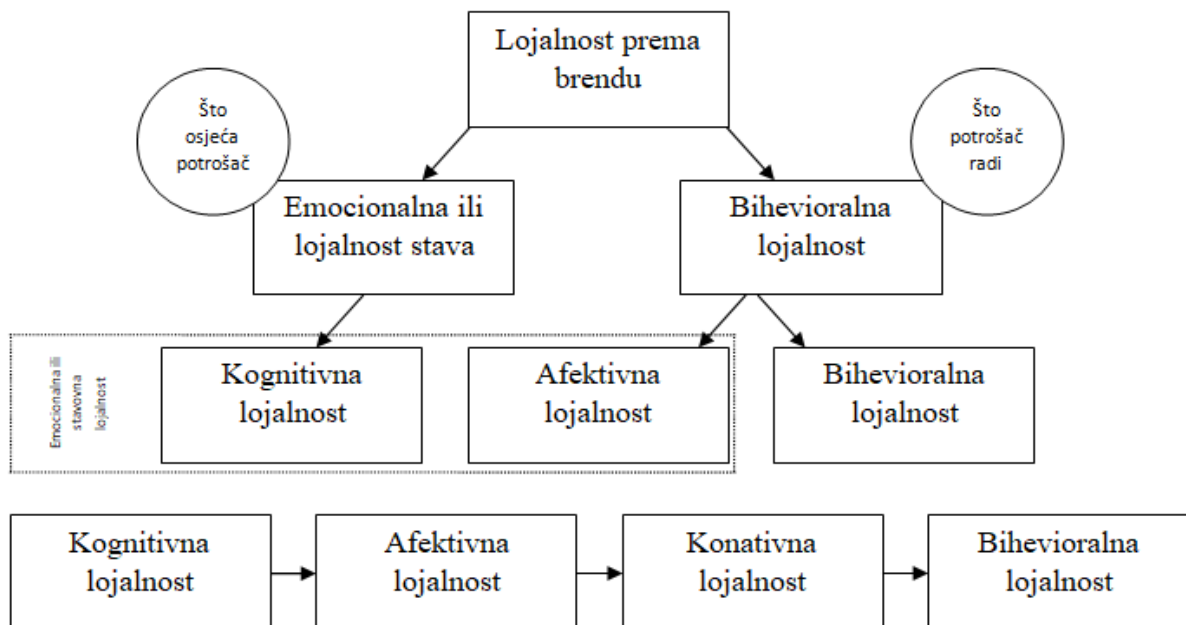 Lojalnost prema
brendu
Što
osjeća
potrošač
Što
potrošač
radi
Emocionalna ili
lojalnost stava
Bihevioralna
lojalnost
Emocionalna ili
stavovna
lojalnost
Kognitivna
lojalnost
Afektivna
lojalnost
Bihevioralna
lojalnost
Kognitivna
lojalnost
Afektivna
lojalnost
Konativna
lojalnost
Bihevioralna
lojalnost